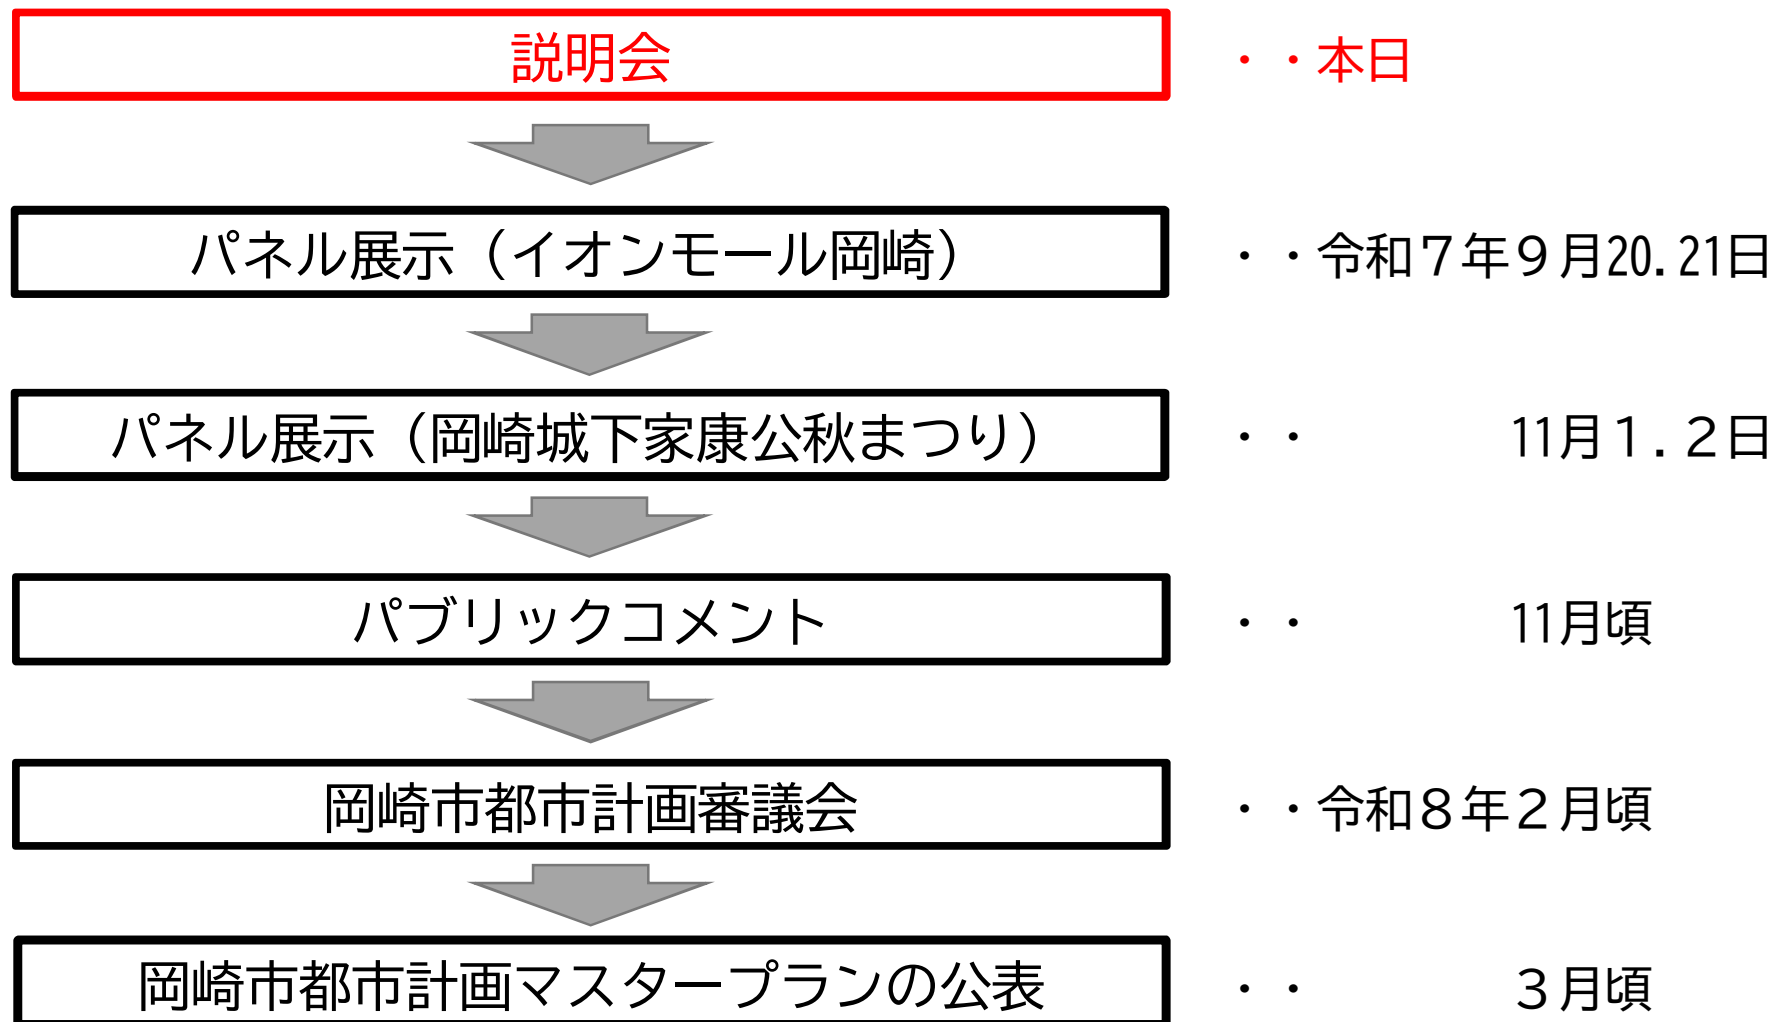 説明会 ・・本日
パネル展示（イオンモール岡崎） ・・令和７年９月20.21日
パネル展示（岡崎城下家康公秋まつり） ・・ 11月１.２日
パブリックコメント ・・ 11月頃
岡崎市都市計画審議会 ・・令和８年２月頃
岡崎市都市計画マスタープランの公表 ・・ ３月頃